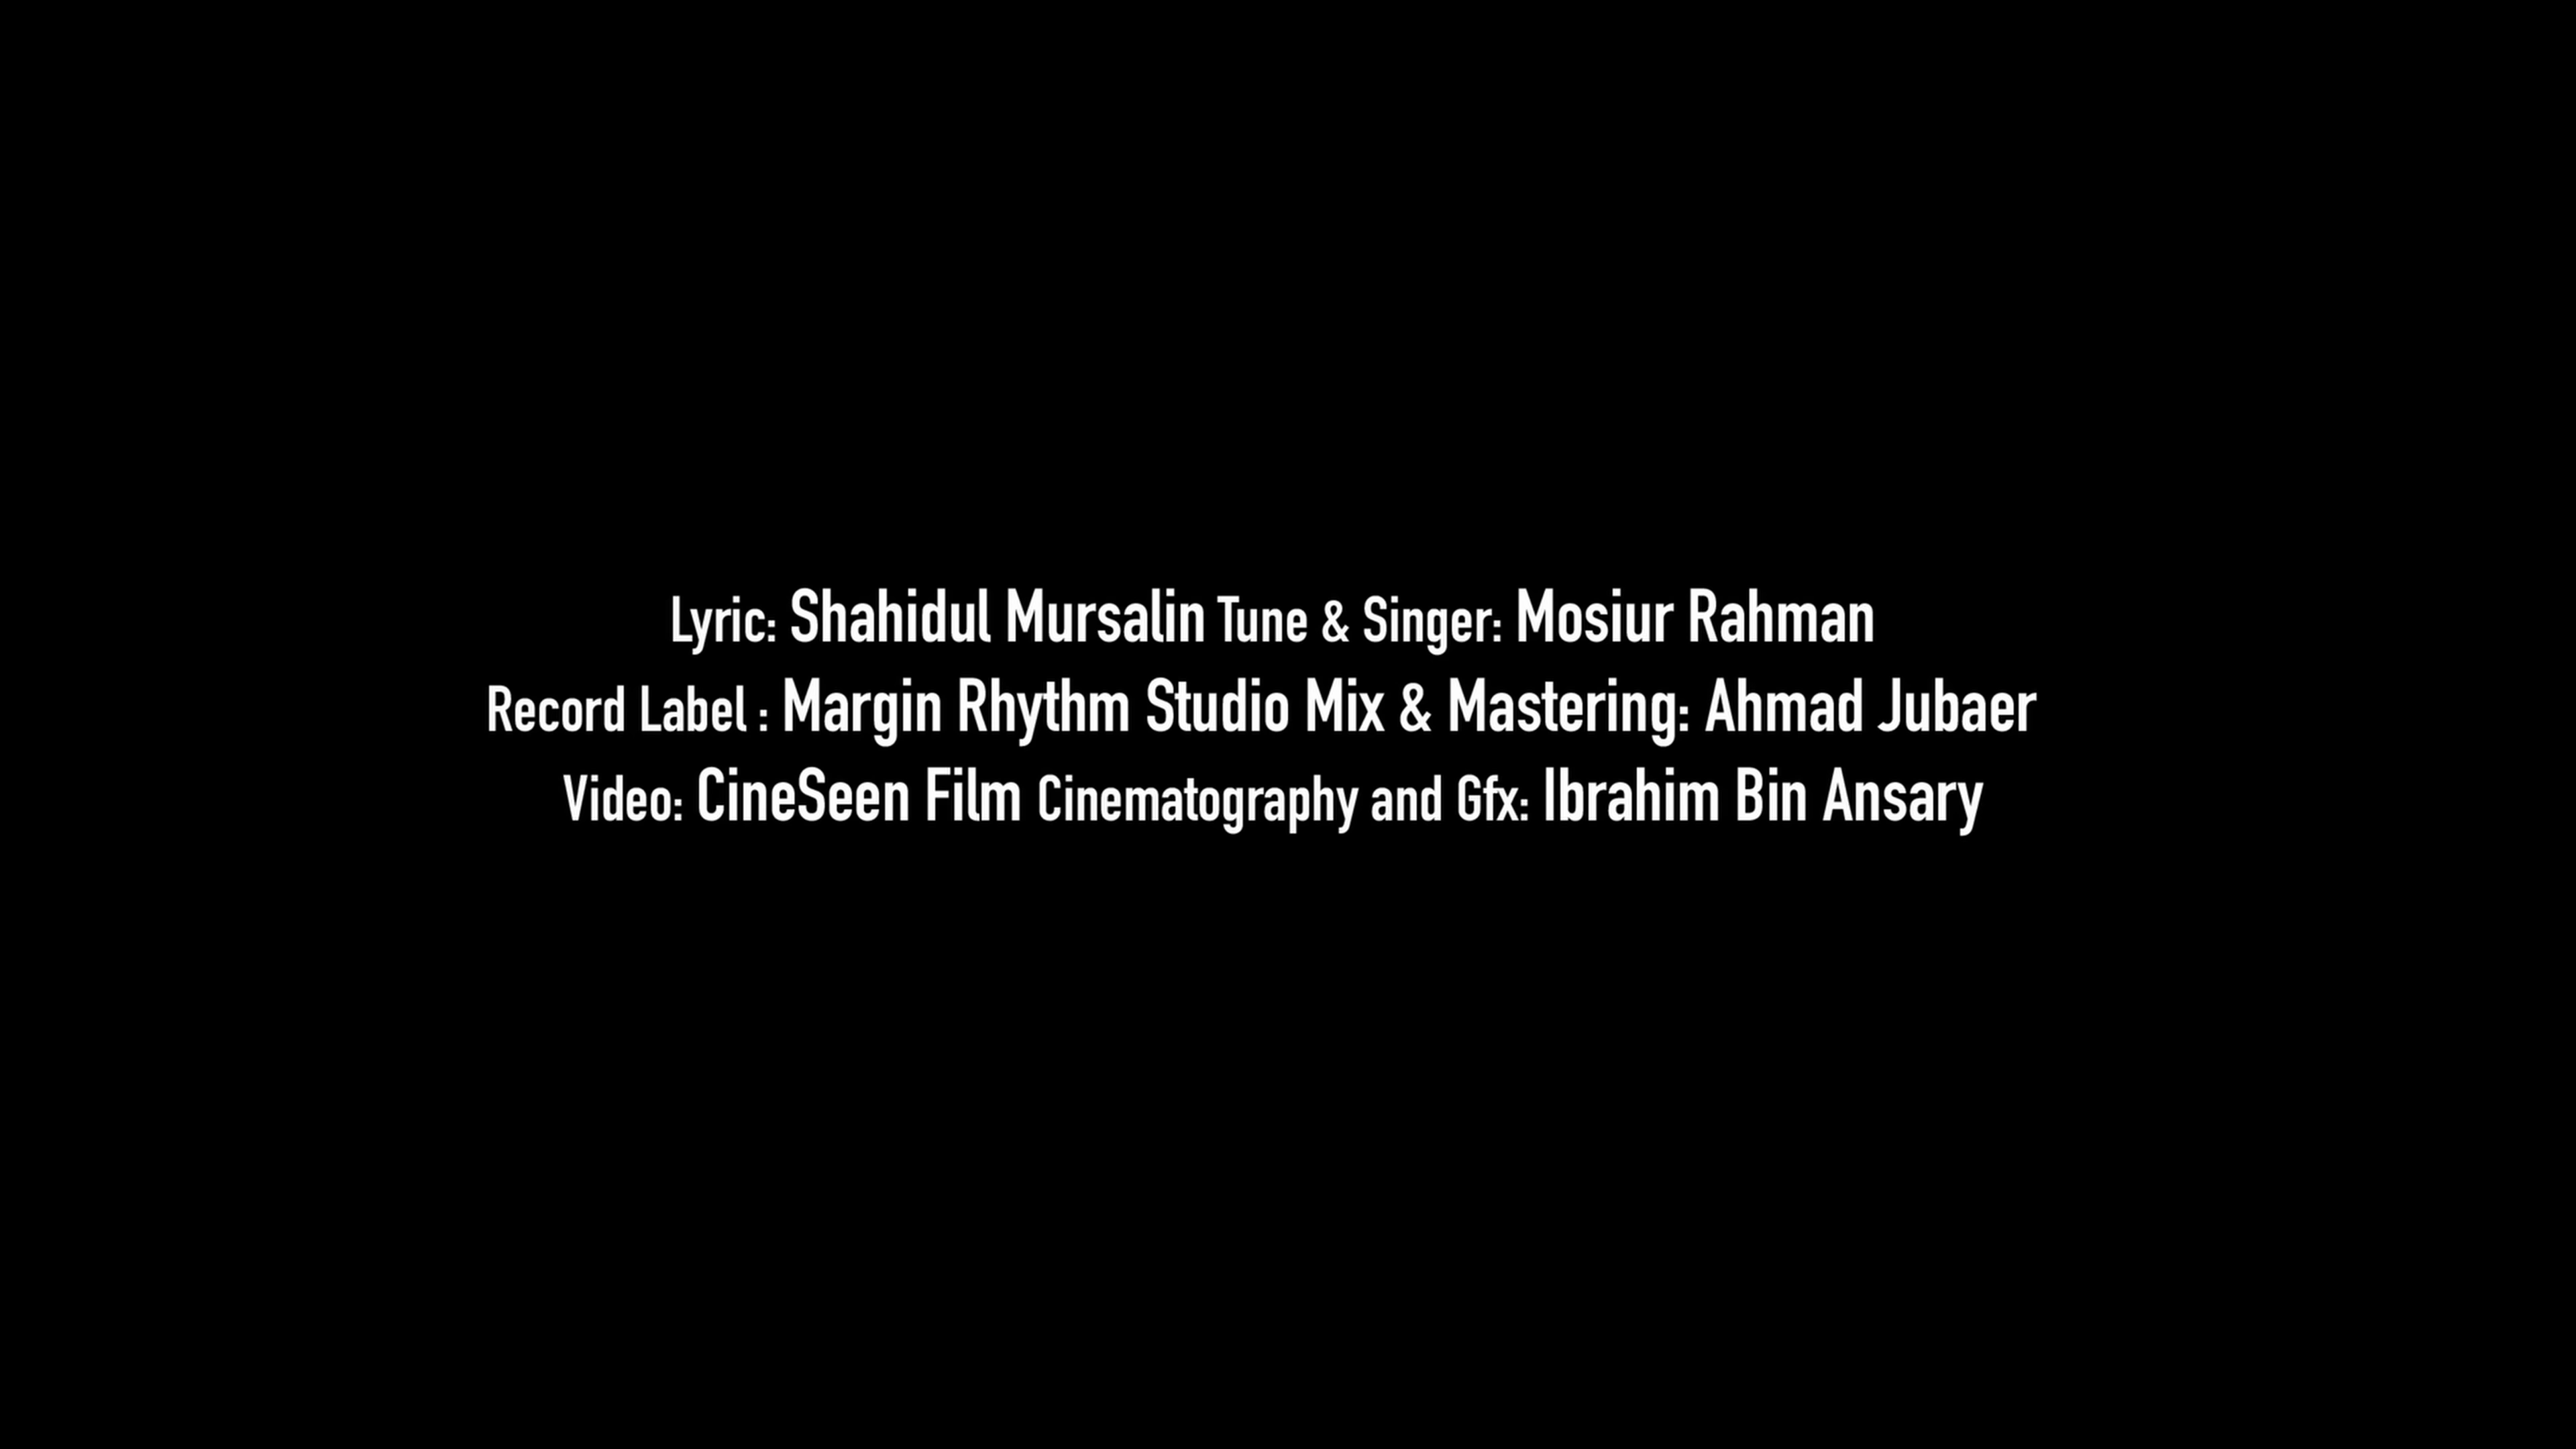 Lyric: Shahidul Mursalin Tune & Singer: Mosiur Rahman
Record Label : Margin Rhythm Studio Mix & Mastering: Ahmad Jubaer
Video: CineSeen Film Cinematography and Gfx: Ibrahim Bin Ansary